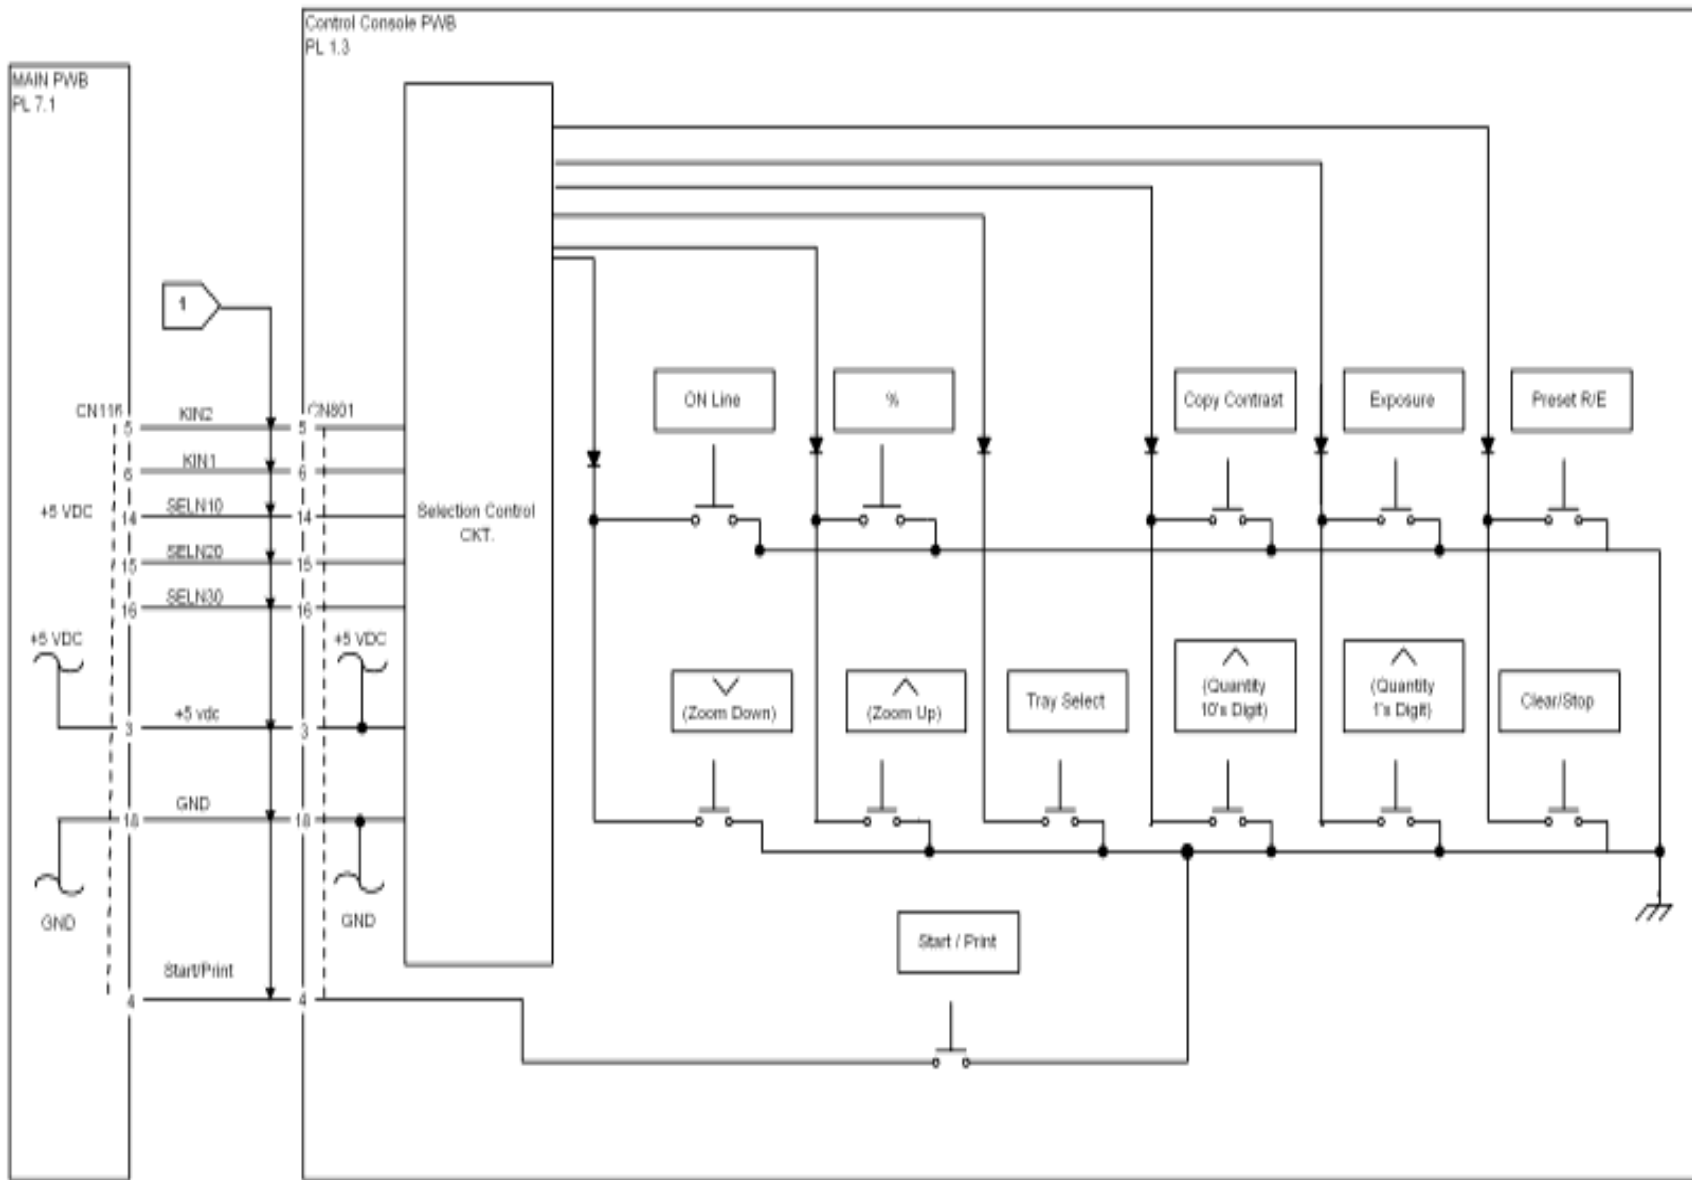 Control Console PWB
PL 1.3
MAIN PWB
PL 7.1
1
ON Line
%
Copy Contrast
Exposure
Preset R/E
CN116
KIN2
CN801
5
5
KIN1
6
6
+5 VDC
SELN10
14
14
Selection Control
CKT.
SELN20
15
15
SELN30
16
16
+5 VDC
+5 VDC
(Zoom Down)
(Zoom Up)
Tray Select
(Quantity
10's Digit)
(Quantity
1's Digit)
Clear/Stop
+5 vdc
3
3
GND
18
18
GND
GND
Start / Print
Start/Print
4
4